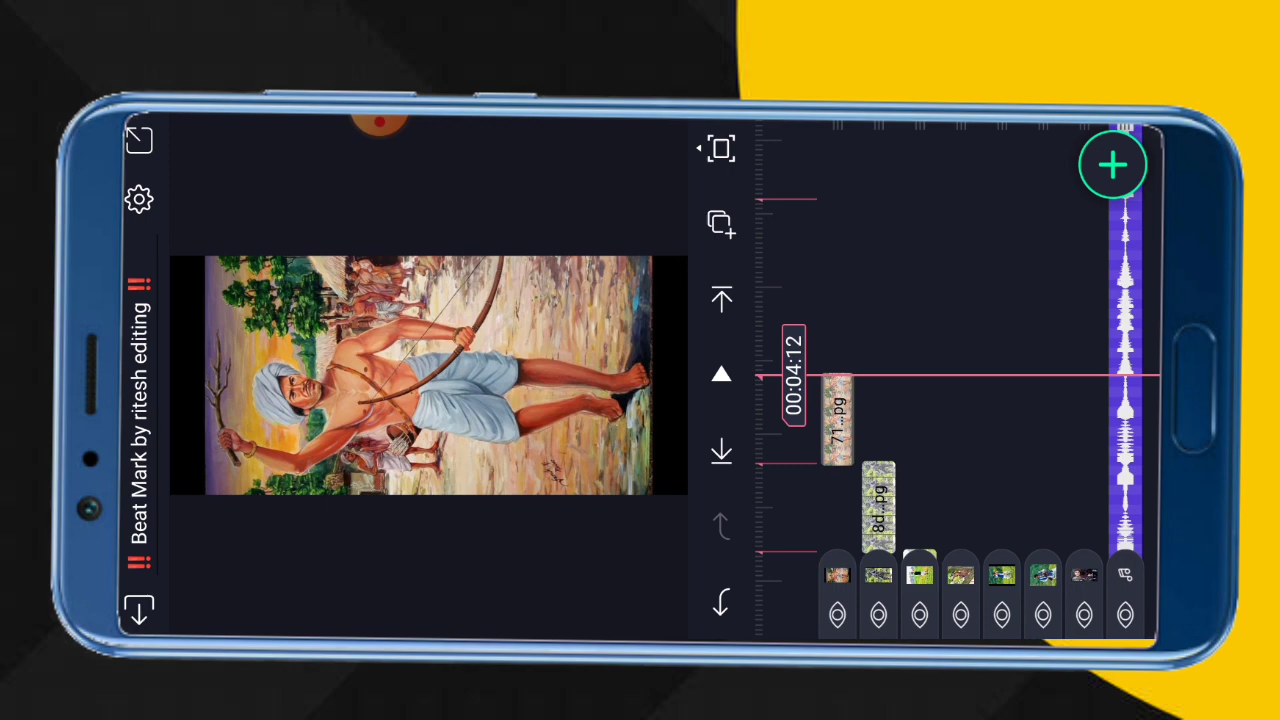 ‼ Beat Mark by ritesh editing ‼
00:04:12
71...pg
8d...pg